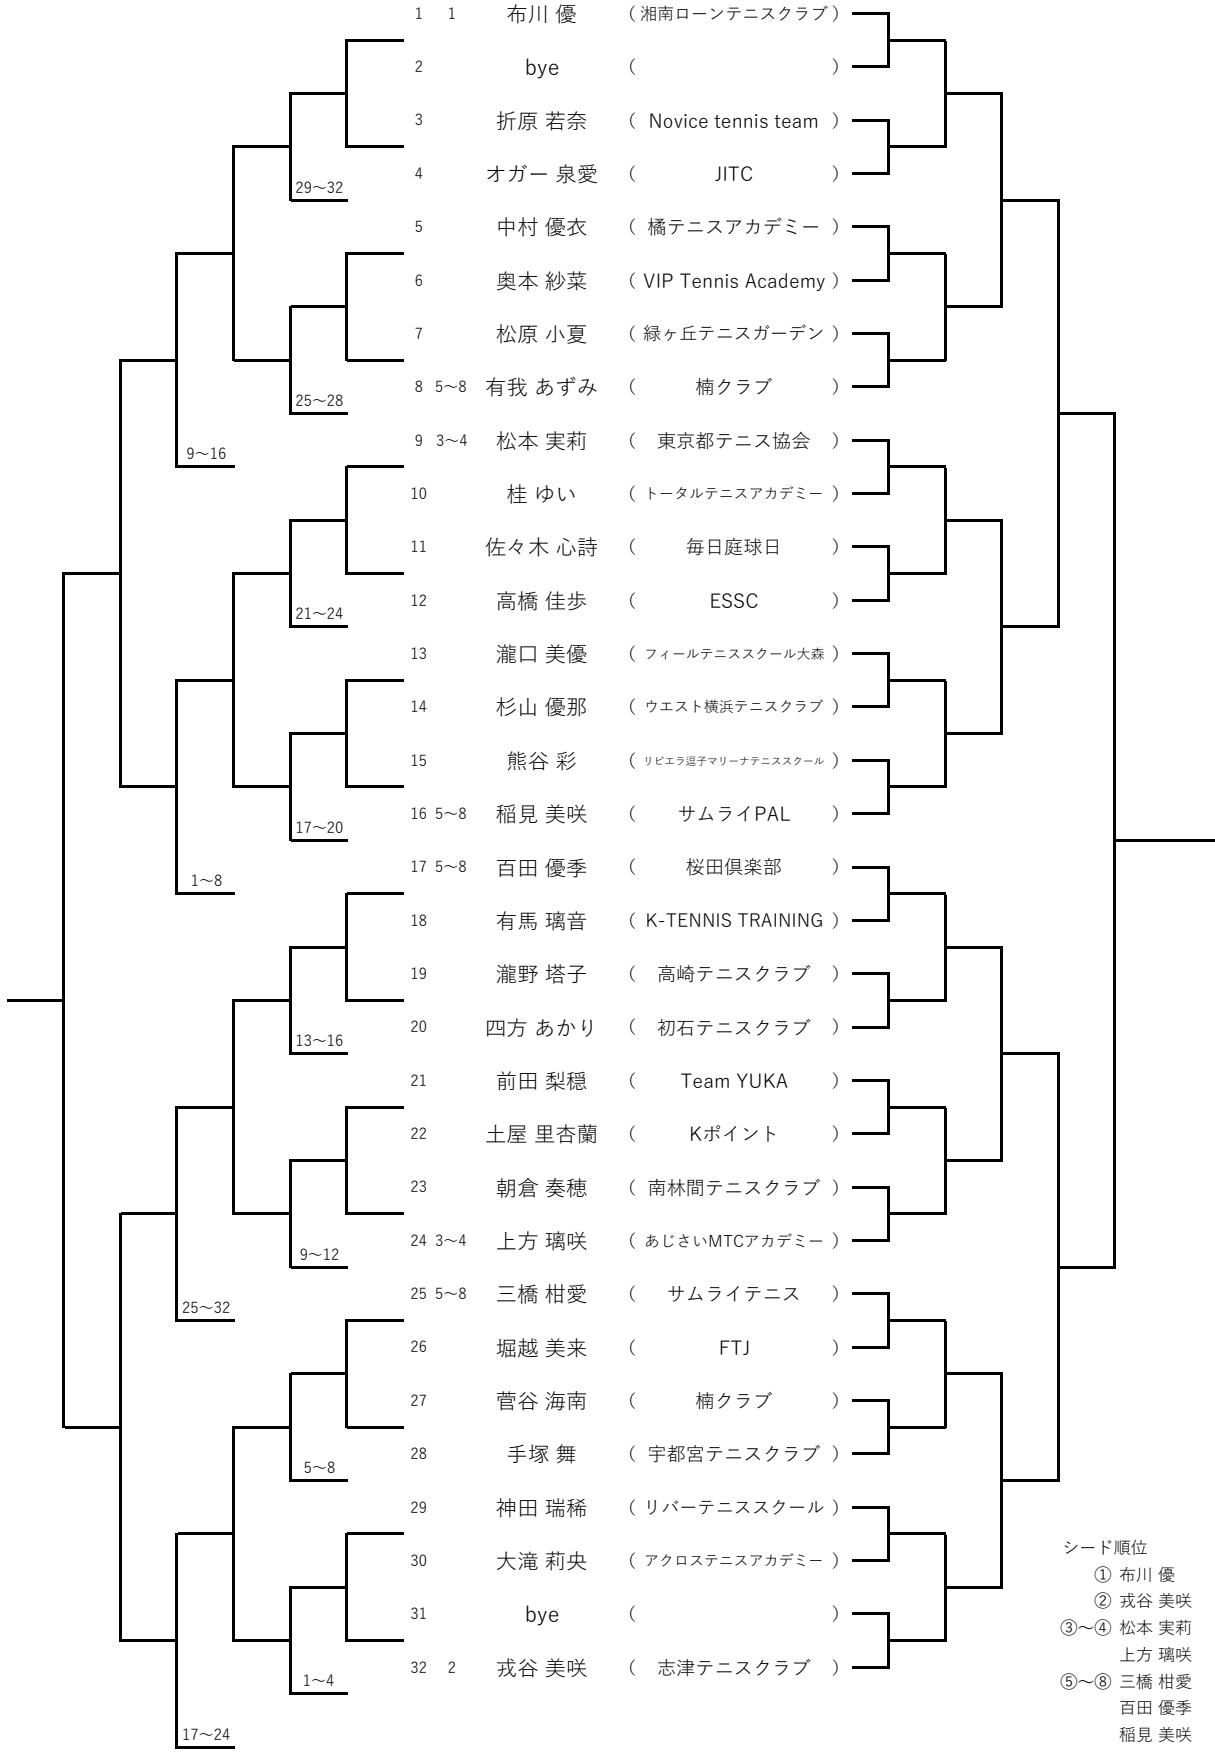 1 1 布川 優 ( 湘南ローンテニスクラブ )
2 bye ( )
3 折原 若奈 ( Novice tennis team )
4 オガー 泉愛 ( JITC )
29～32
5 中村 優衣 ( 橘テニスアカデミー )
6 奥本 紗菜 ( VIP Tennis Academy )
7 松原 小夏 ( 緑ヶ丘テニスガーデン )
8 5～8 有我 あずみ ( 楠クラブ )
25～28
9 3～4 松本 実莉 ( 東京都テニス協会 )
9～16
10 桂 ゆい ( トータルテニスアカデミー )
11 佐々木 心詩 ( 毎日庭球日 )
12 高橋 佳歩 ( ESSC )
21～24
13 瀧口 美優 ( フィールテニススクール大森 )
14 杉山 優那 ( ウエスト横浜テニスクラブ )
15 熊谷 彩 ( リビエラ逗子マリーナテニススクール )
16 5～8 稲見 美咲 ( サムライPAL )
17～20
17 5～8 百田 優季 ( 桜田倶楽部 )
1～8
18 有馬 璃音 ( K-TENNIS TRAINING )
19 瀧野 塔子 ( 高崎テニスクラブ )
20 四方 あかり ( 初石テニスクラブ )
13～16
21 前田 梨穏 ( Team YUKA )
22 土屋 里杏蘭 ( Kポイント )
23 朝倉 奏穂 ( 南林間テニスクラブ )
24 3～4 上方 璃咲 ( あじさいMTCアカデミー )
9～12
25 5～8 三橋 柑愛 ( サムライテニス )
25～32
26 堀越 美来 ( FTJ )
27 菅谷 海南 ( 楠クラブ )
28 手塚 舞 ( 宇都宮テニスクラブ )
5～8
29 神田 瑞稀 ( リバーテニススクール )
30 大滝 莉央 ( アクロステニスアカデミー )
31 bye ( )
32 2 戎谷 美咲 ( 志津テニスクラブ )
1～4
17～24
シード順位
① 布川 優
② 戎谷 美咲
③～④ 松本 実莉
上方 璃咲
⑤～⑧ 三橋 柑愛
百田 優季
稲見 美咲